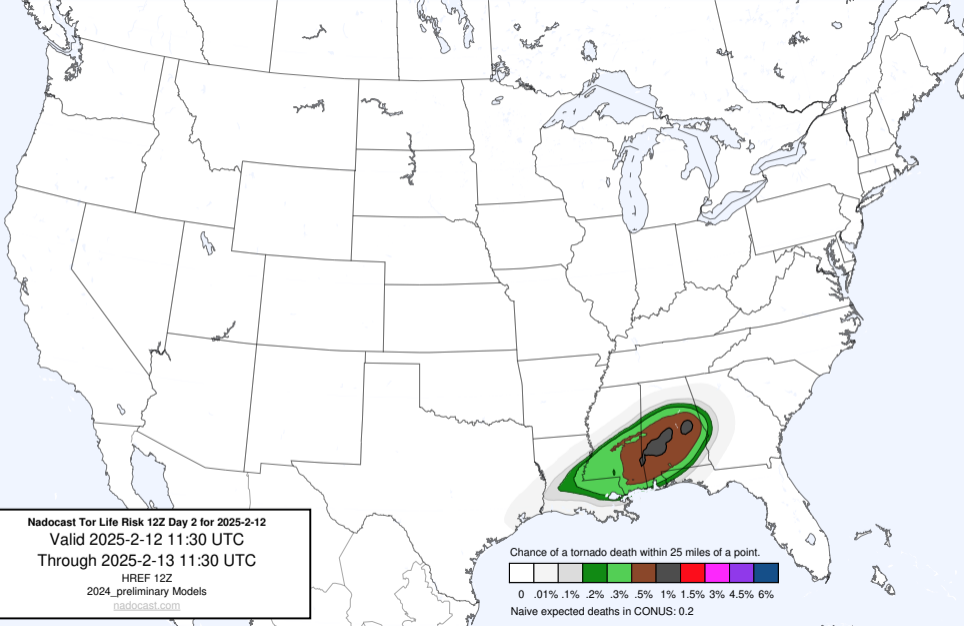 Nadocast Tor Life Risk 12Z Day 2 for 2025-2-12
Valid 2025-2-12 11:30 UTC
Through 2025-2-13 11:30 UTC
HREF 12Z
2024_preliminary Models
nadocast.com
Chance of a tornado death within 25 miles of a point.
0 .01% .1% .2% .3% .5% 1% 1.5% 3% 4.5% 6%
Naive expected deaths in CONUS: 0.2